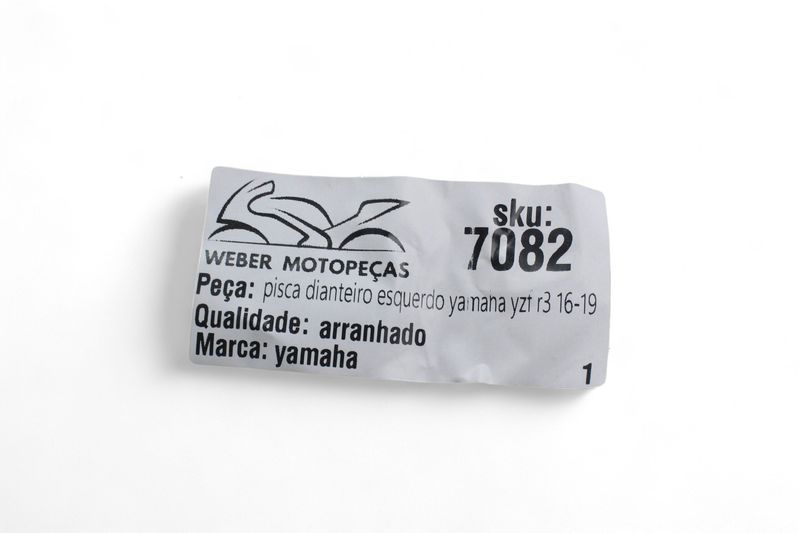 WEBER MOTOPEÇAS
sku:
7082
Peça: pisca dianteiro esquerdo yamaha yzf r3 16-19
Qualidade: arranhado
Marca: yamaha
1